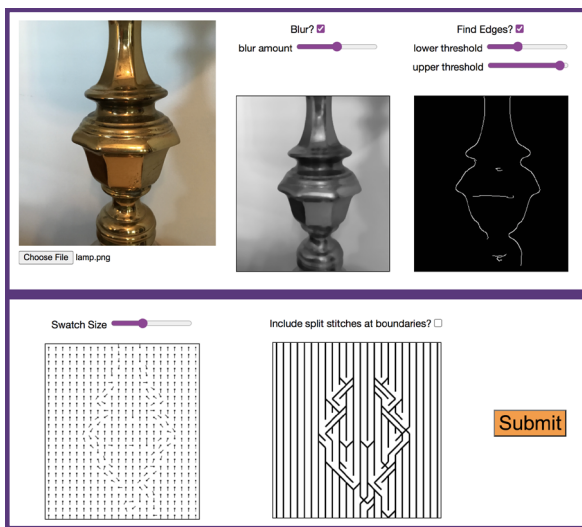 Blur?
blur amount
Find Edges?
lower threshold
upper threshold
Choose File lamp.png
Swatch Size
Include split stitches at boundaries?
Submit